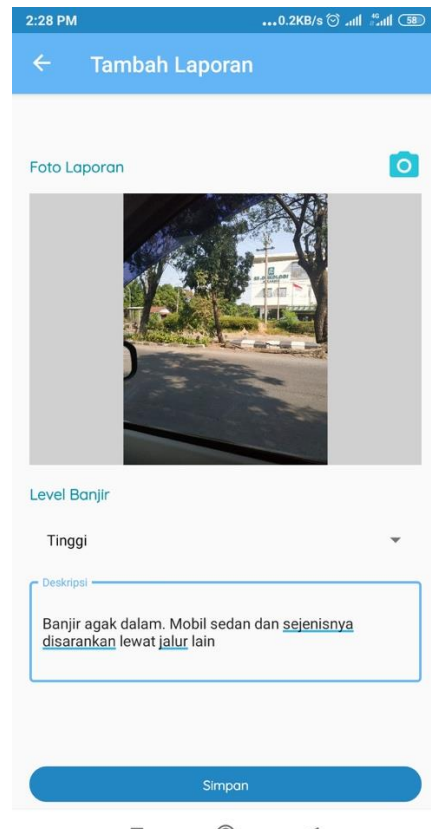 2:28 PM
...0.2KB/s 4G 58
Tambah Laporan
Foto Laporan
Level Banjir
Tinggi
Deskripsi
Banjir agak dalam. Mobil sedan dan sejenisnya
disarankan lewat jalur lain
Simpan